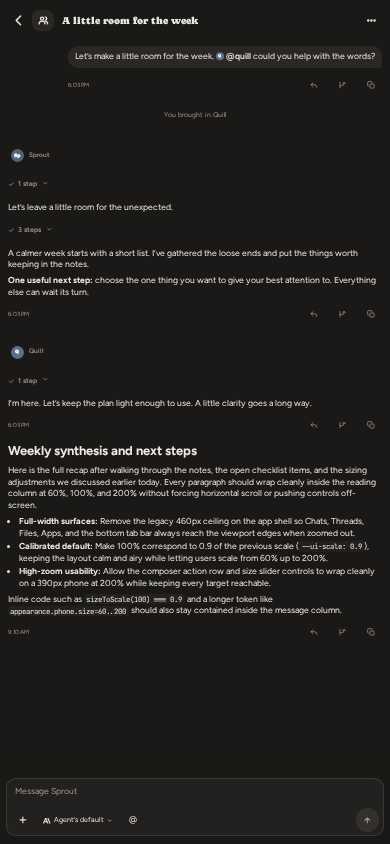 A little room for the week
Let's make a little room for the week. @quill could you help with the words?
6:03 PM
You brought in Quill
Sprout
1 step
Let's leave a little room for the unexpected.
3 steps
A calmer week starts with a short list. I've gathered the loose ends and put the things worth
keeping in the notes.
One useful next step: choose the one thing you want to give your best attention to. Everything
else can wait its turn.
6:03 PM
Quill
1 step
I'm here. Let's keep the plan light enough to use. A little clarity goes a long way.
6:03 PM
Weekly synthesis and next steps
Here is the full recap after walking through the notes, the open checklist items, and the sizing
adjustments we discussed earlier today. Every paragraph should wrap cleanly inside the reading
column at 60%, 100%, and 200% without forcing horizontal scroll or pushing controls off-
screen.
• Full-width surfaces: Remove the legacy 460px ceiling on the app shell so Chats, Threads,
Files, Apps, and the bottom tab bar always reach the viewport edges when zoomed out.
• Calibrated default: Make 100% correspond to 0.9 of the previous scale ( --ui-scale: 0.9 ),
keeping the layout calm and airy while letting users scale from 60% up to 200%.
• High-zoom usability: Allow the composer action row and size slider controls to wrap cleanly
on a 390px phone at 200% while keeping every target reachable.
Inline code such as sizeToScale(100) === 0.9 and a longer token like
appearance.phone.size=60..200 should also stay contained inside the message column.
9:10 AM
Message Sprout
Agent's default
@